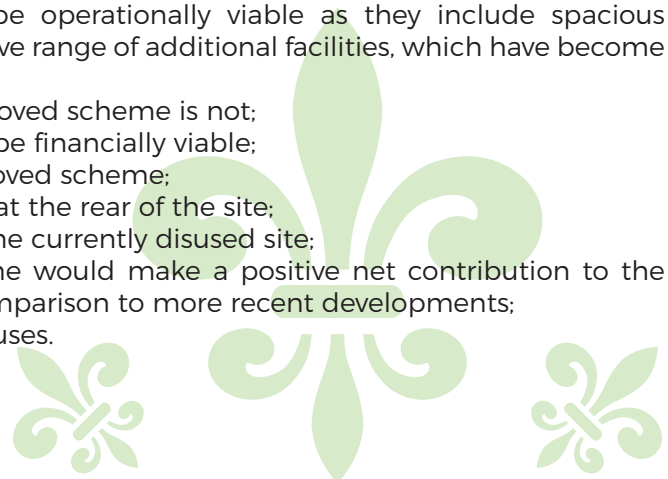 be operationally viable as they include spacious
ve range of additional facilities, which have become
oved scheme is not;
be financially viable;
oved scheme;
at the rear of the site;
ne currently disused site;
ne would make a positive net contribution to the
mparison to more recent developments;
uses.